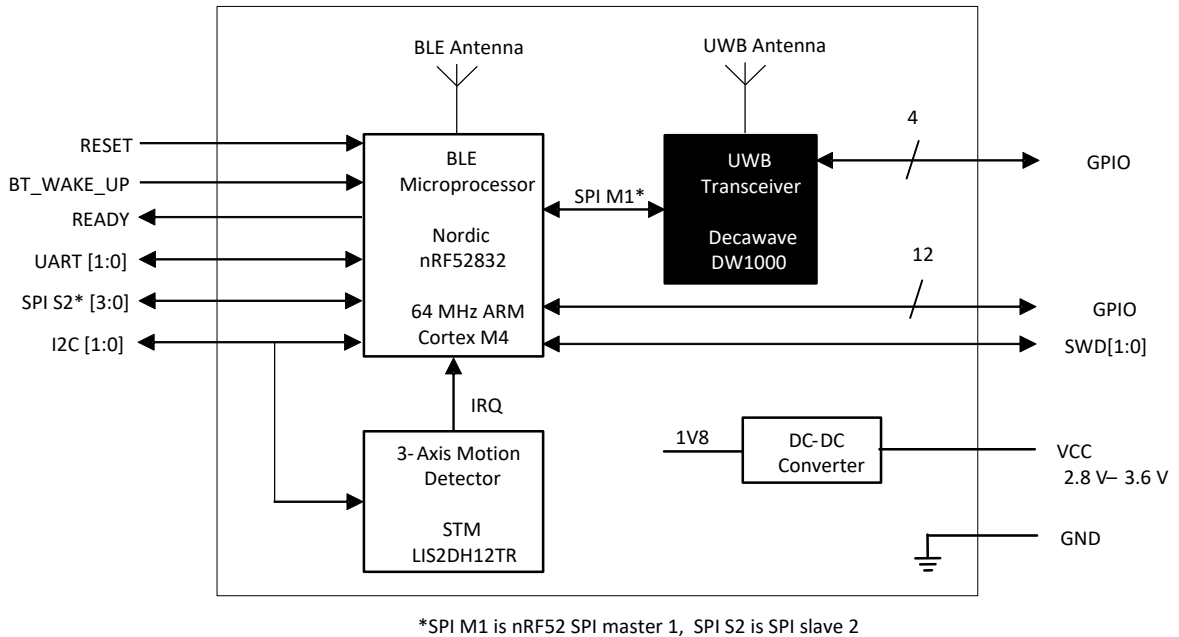 BLE Antenna
UWB Antenna
RESET
BT_WAKE_UP
READY
UART [1:0]
SPI S2* [3:0]
I2C [1:0]
BLE
Microprocessor
Nordic
nRF52832
64 MHz ARM
Cortex M4
SPI M1*
UWB
Transceiver
Decawave
DW1000
4
GPIO
12
GPIO
SWD[1:0]
IRQ
3-Axis Motion
Detector
STM
LIS2DH12TR
1V8
DC-DC
Converter
VCC
2.8 V– 3.6 V
GND
*SPI M1 is nRF52 SPI master 1, SPI S2 is SPI slave 2